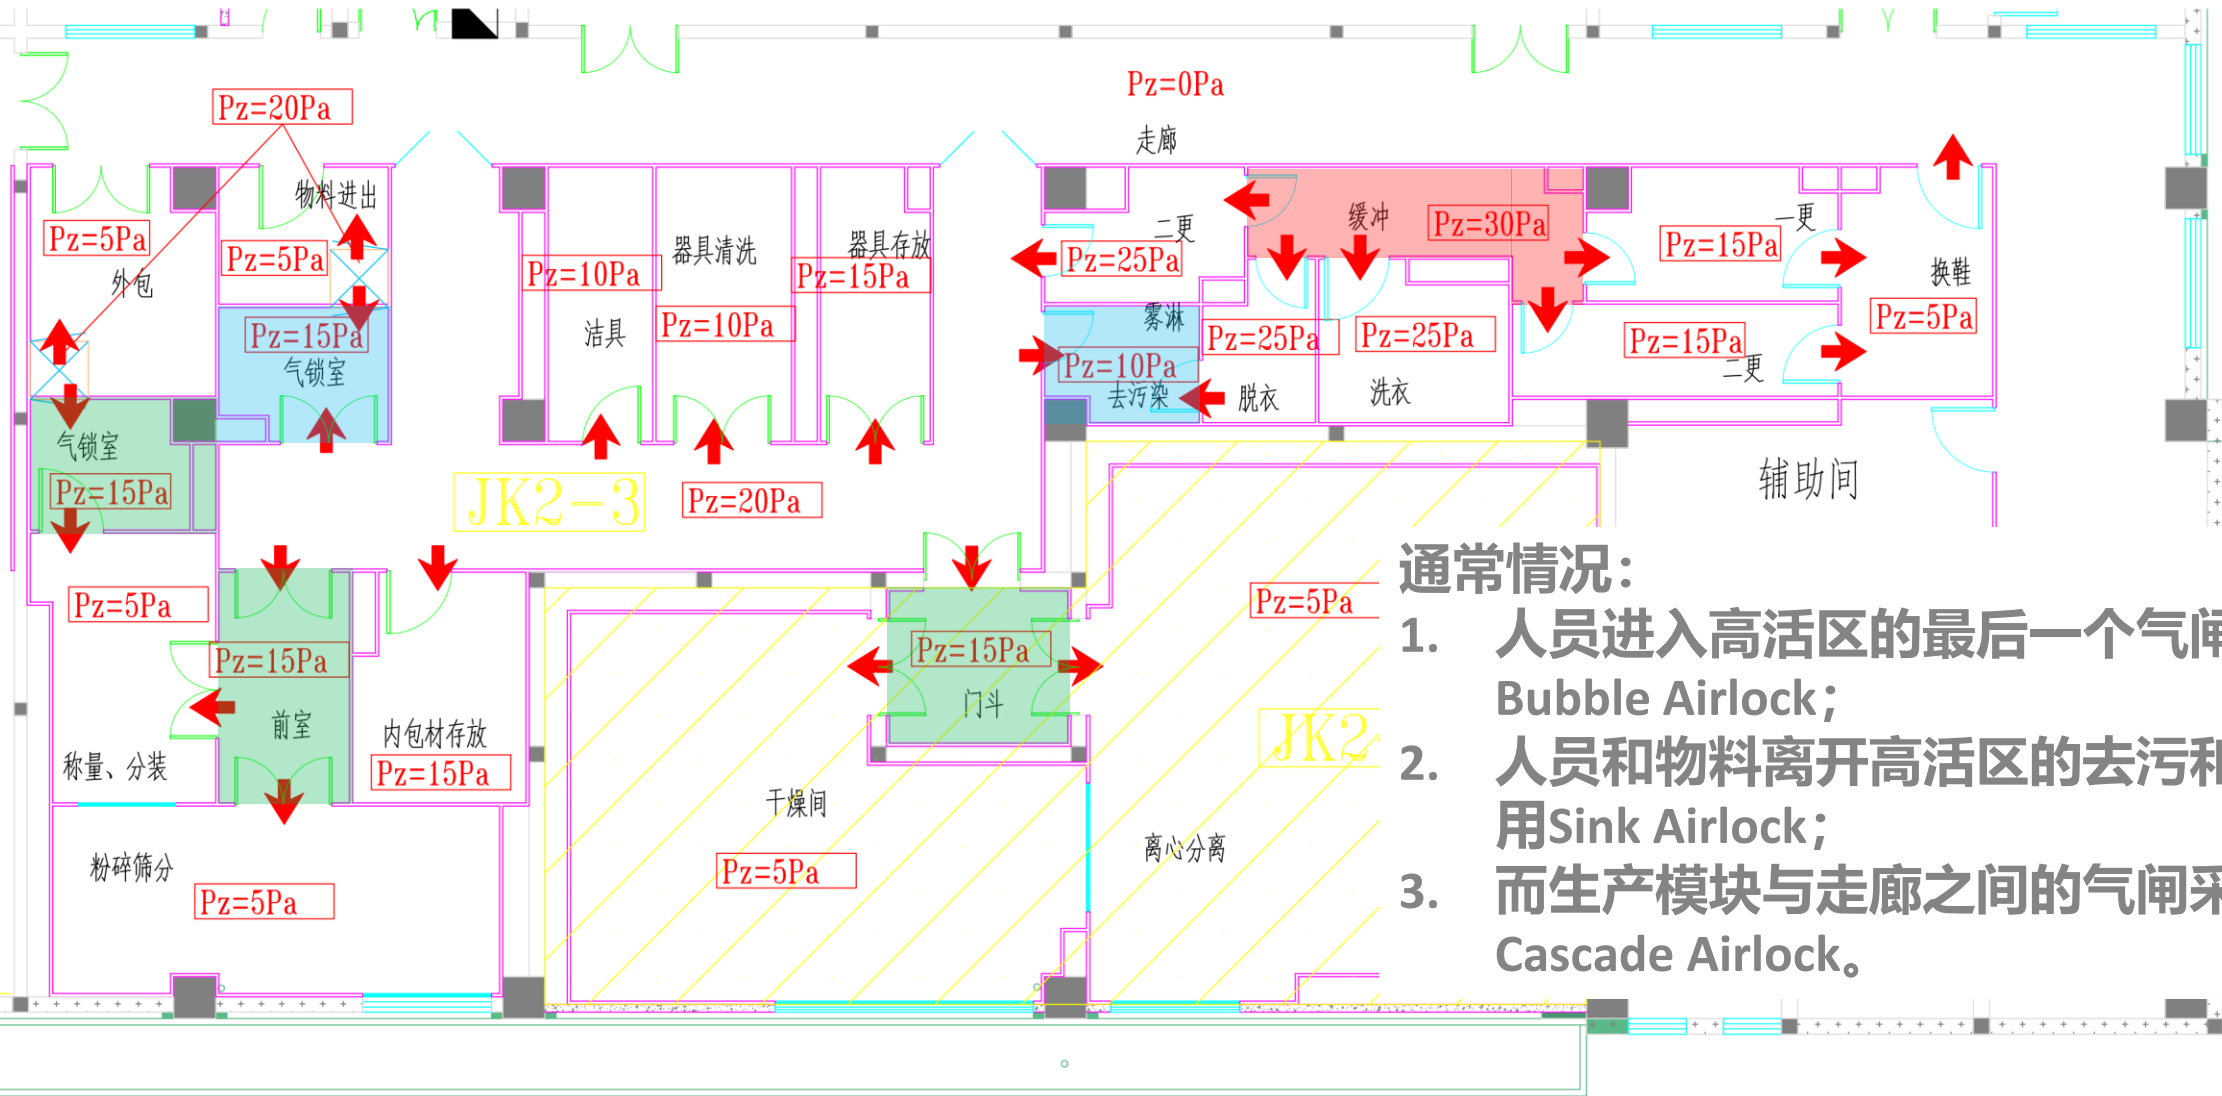 Pz=0Pa
走廊
Pz=20Pa
物料进出
Pz=5Pa
外包
Pz=5Pa
Pz=15Pa
气锁室
气锁室
Pz=15Pa
Pz=10Pa
洁具
器具清洗
Pz=10Pa
器具存放
Pz=15Pa
二更
Pz=25Pa
缓冲
Pz=30Pa
一更
Pz=15Pa
换鞋
Pz=5Pa
雾淋
Pz=10Pa
去污染
Pz=25Pa
脱衣
Pz=25Pa
洗衣
Pz=15Pa
二更
辅助间
JK2-3
Pz=20Pa
Pz=5Pa
称量、分装
Pz=15Pa
前室
内包材存放
Pz=15Pa
粉碎筛分
Pz=5Pa
Pz=15Pa
门斗
干燥间
Pz=5Pa
Pz=5Pa
JK2
离心分离
通常情况：
1. 人员进入高活区的最后一个气闸
Bubble Airlock；
2. 人员和物料离开高活区的去污和
用Sink Airlock；
3. 而生产模块与走廊之间的气闸采
Cascade Airlock。